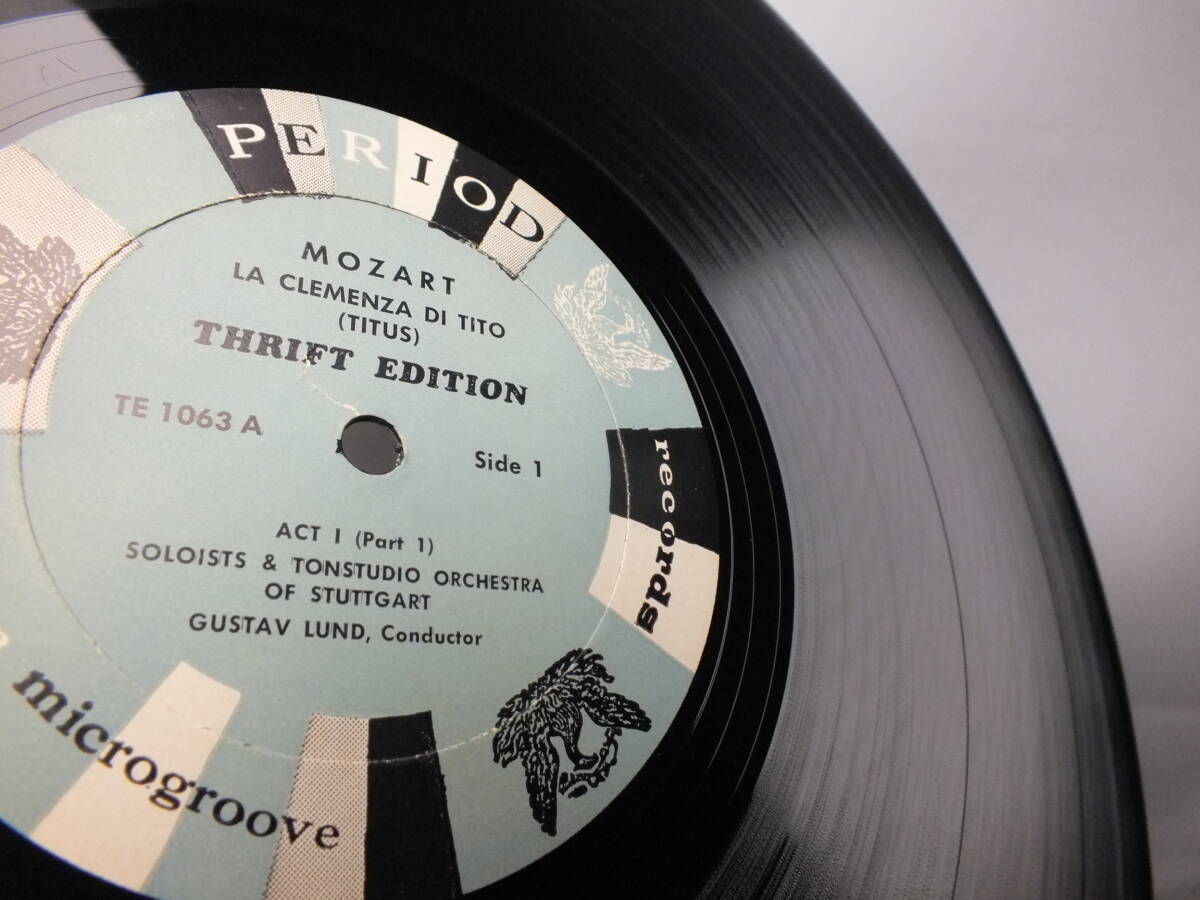 PERIOD
MOZART
LA CLEMENZA DI TITO
(TITUS)
THRIFT EDITION
TE 1063 A
Side 1
ACT I (Part 1)
SOLOISTS & TONSTUDIO ORCHESTRA
OF STUTTGART
GUSTAV LUND, Conductor
records
microgroove